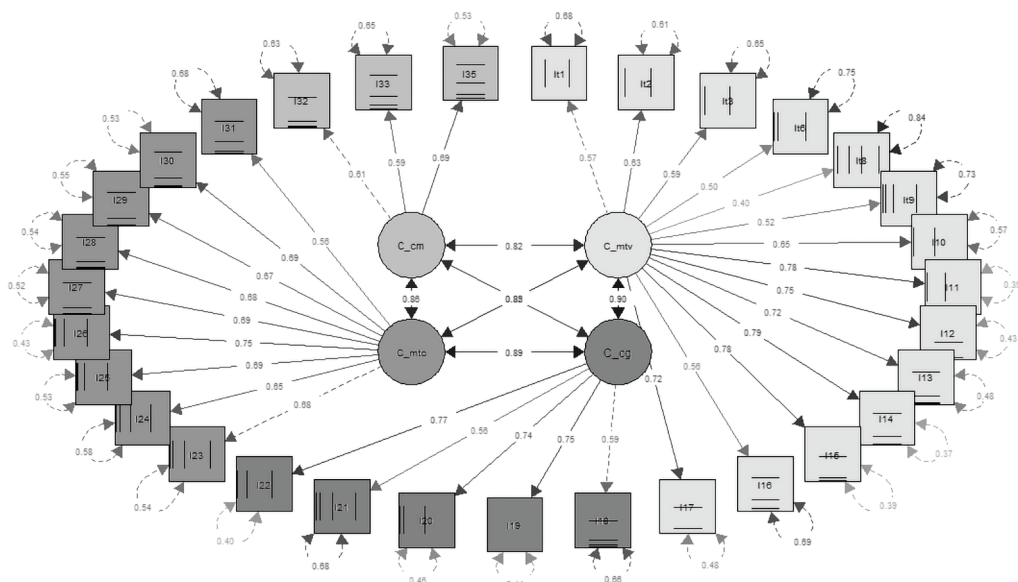 0.65 0.53 0.68 0.61
0.63 0.65
0.68 0.75
I35 It1
I33 It2
I32 It3
0.53 I31 It6 0.84
I30 It8
0.55 0.73
I29 It9
0.57 0.63
0.59 0.69 0.59
0.61 0.50
0.40
0.54 I28 0.52 I10 0.57
0.56 0.65
C_cm 0.82 C_mtv
0.69 0.78
0.67
0.52 I27 I11
0.68 0.75
0.86 0.90
0.69 0.72
0.43 I26 I12 0.43
0.75 0.79
0.78
C_mtc 0.89 C_cg
0.69 0.56
0.53 I25 0.65 0.72 I13 0.48
0.68
0.58 I24 0.77 0.56 0.74 0.75 0.59 I14 0.37
0.54 I23 I15 0.39
I22 I16
0.40 I21 I17 0.69
I20 I19 I18
0.68 0.66 0.48